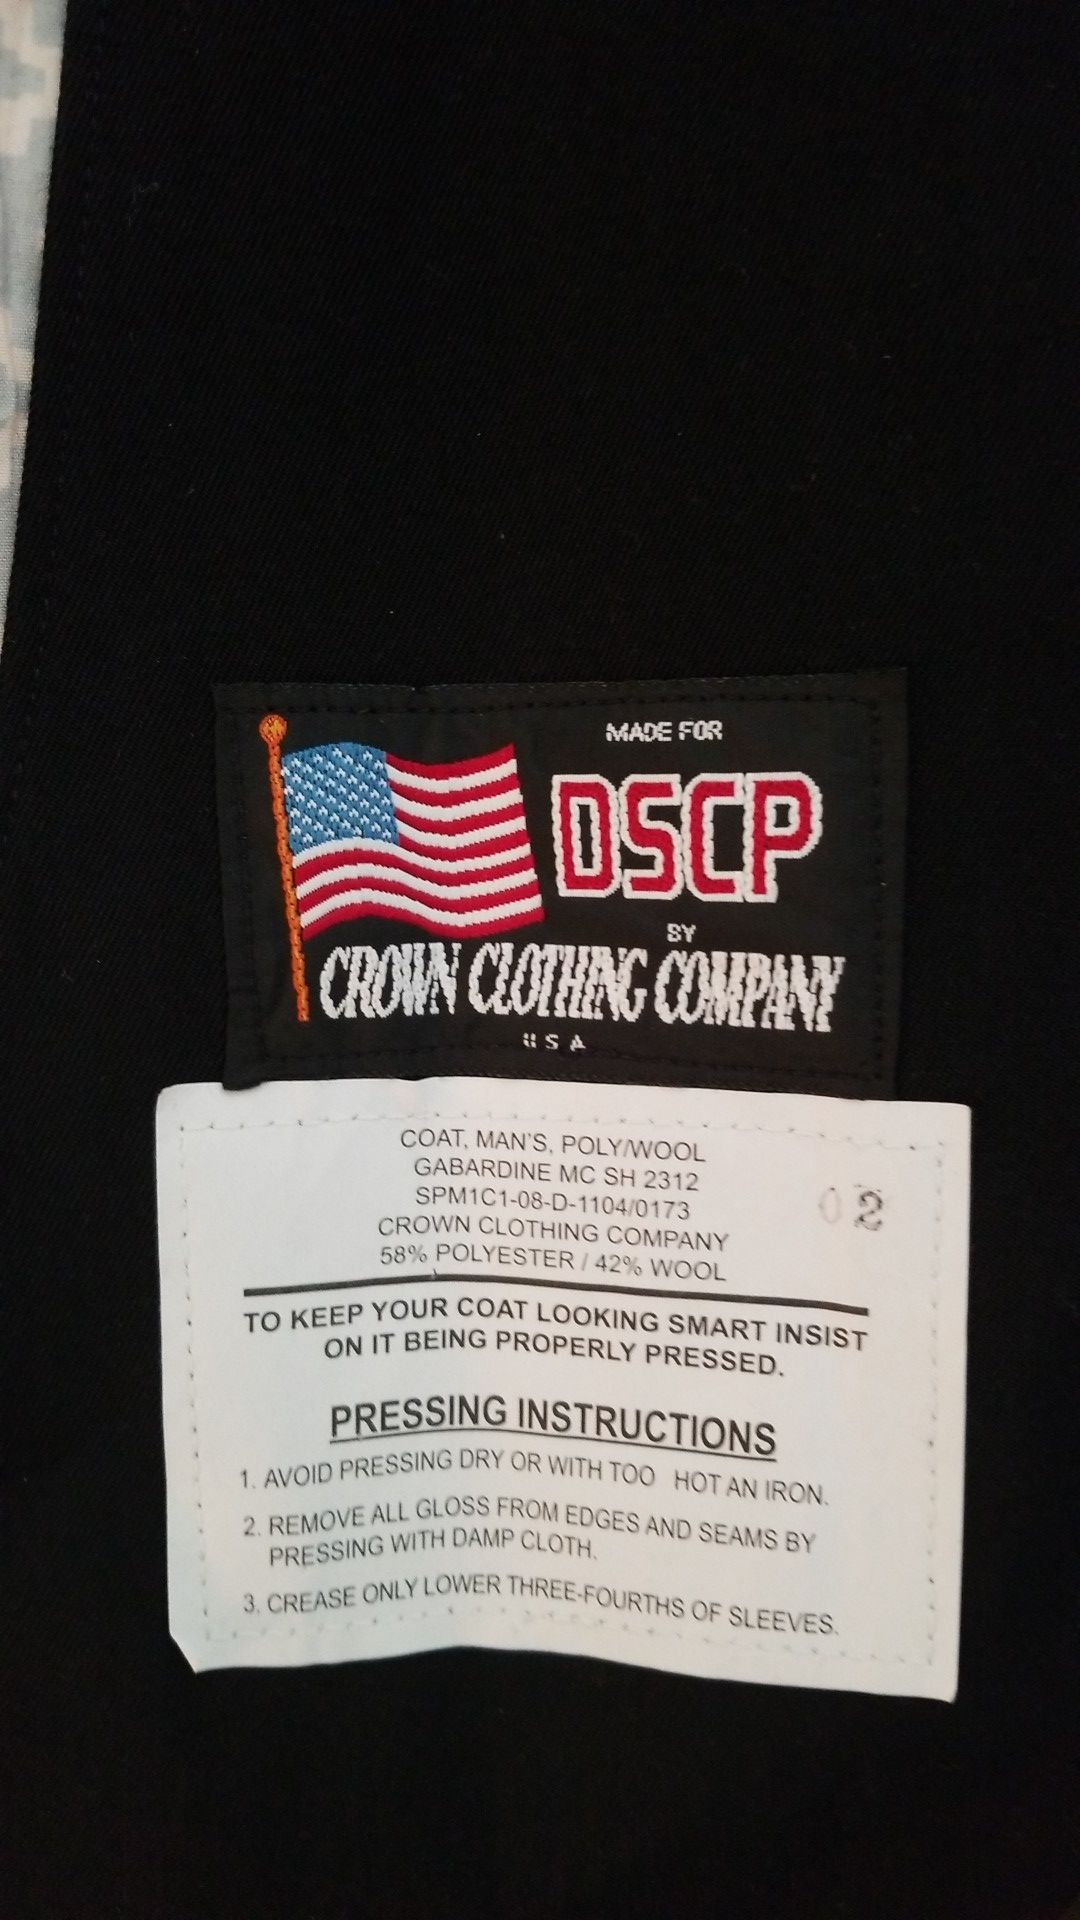 MADE FOR
DSCP
BY
CROWN CLOTHING COMPANY
USA
COAT, MAN'S, POLY/WOOL
GABARDINE MC SH 2312
SPM1C1-08-D-1104/0173
CROWN CLOTHING COMPANY
58% POLYESTER / 42% WOOL
02
TO KEEP YOUR COAT LOOKING SMART INSIST
ON IT BEING PROPERLY PRESSED.
PRESSING INSTRUCTIONS
1. AVOID PRESSING DRY OR WITH TOO HOT AN IRON.
2. REMOVE ALL GLOSS FROM EDGES AND SEAMS BY
PRESSING WITH DAMP CLOTH.
3. CREASE ONLY LOWER THREE-FOURTHS OF SLEEVES.